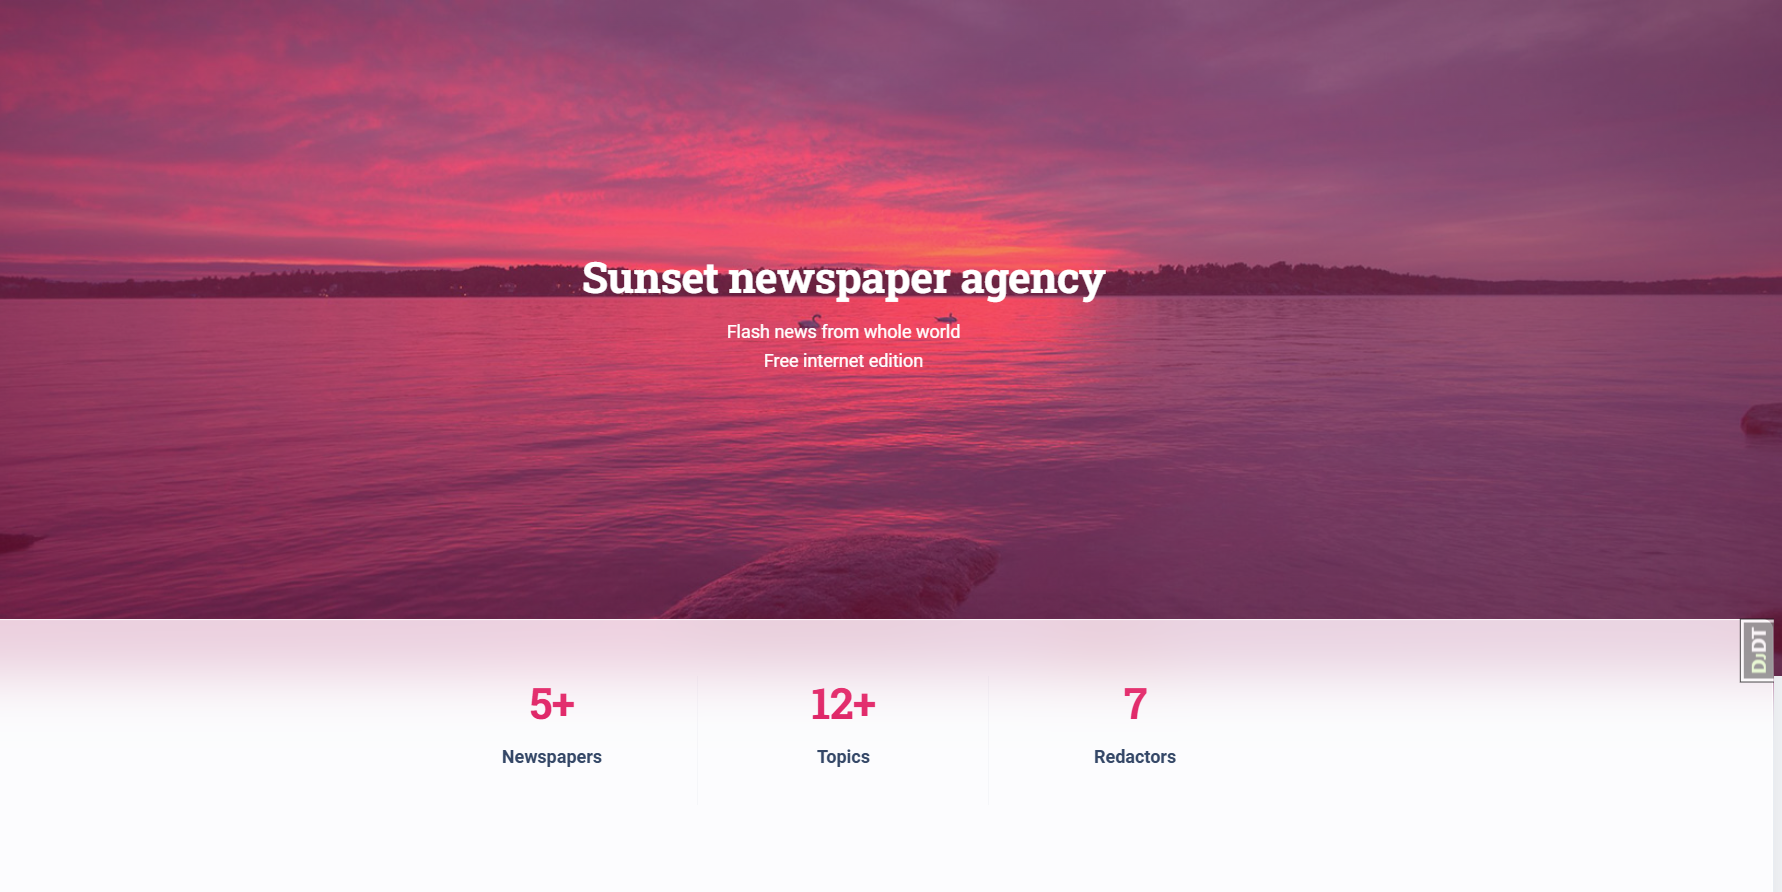 Sunset newspaper agency
Flash news from whole world
Free internet edition
5+
12+
7
Newspapers
Topics
Redactors
DJDT